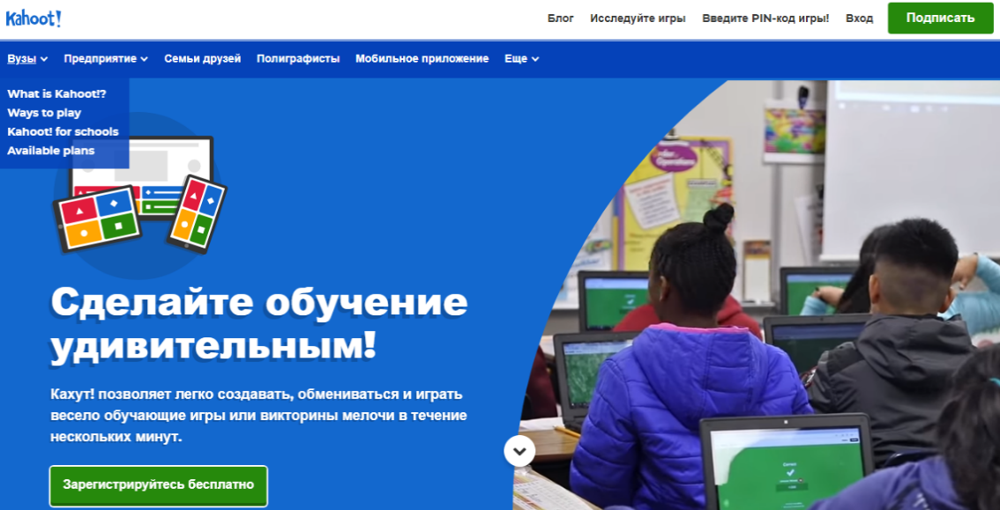 Kahoot!
Блог Исследуйте игры Введите PIN-код игры! Вход Подписать
Вузы Предприятие Семьи друзей Полиграфисты Мобильное приложение Еще
What is Kahoot!?
Ways to play
Kahoot! for schools
Available plans
Сделайте обучение
удивительным!
Кахут! позволяет легко создавать, обмениваться и играть
весело обучающие игры или викторины мелочи в течение
нескольких минут.
Зарегистрируйтесь бесплатно
Operations